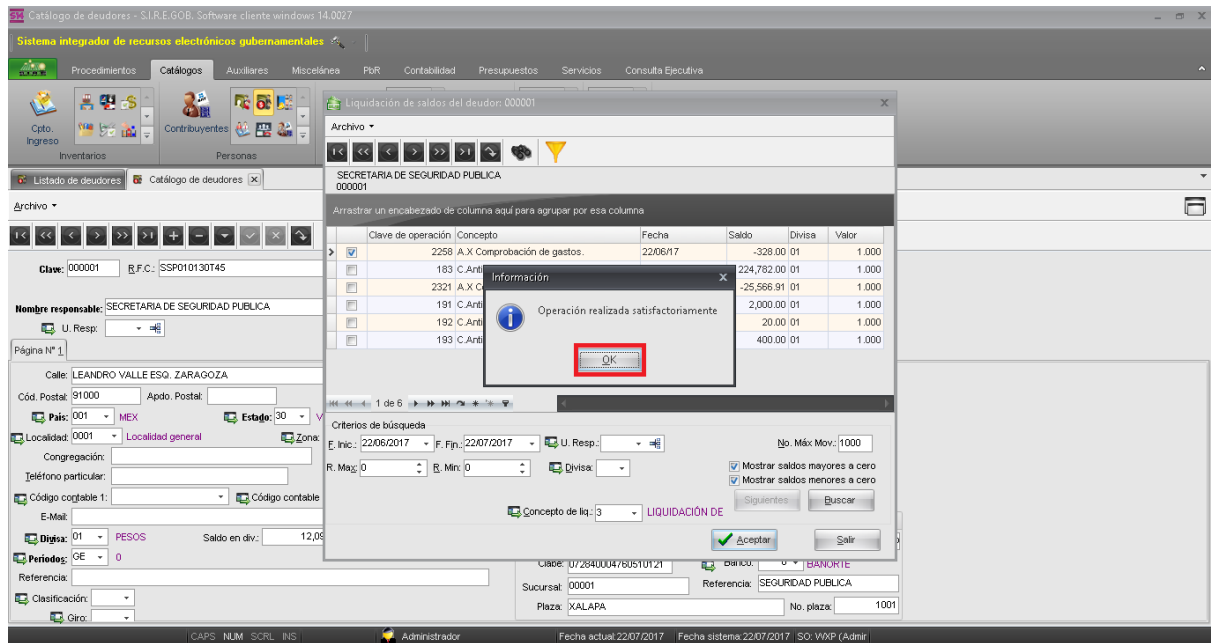 Catálogo de deudores - S.I.R.E.GOB. Software cliente windows 14.0027
Sistema integrador de recursos electrónicos gubernamentales
Procedimientos Catálogos Auxiliares Miscelánea PbR Contabilidad Presupuestos Servicios Consulta Ejecutiva
Cpto. Ingreso
Contribuyentes
Inventarios
Personas
Listado de deudores
Catálogo de deudores
Archivo
Clave: 000001 R.F.C.: SSP010130T45
Nombre responsable: SECRETARIA DE SEGURIDAD PUBLICA
U. Resp:
Página N° 1
Calle: LEANDRO VALLE ESQ. ZARAGOZA
Cód. Postal: 91000 Apdo. Postal:
Pais: 001 MEX Estado: 30 V
Localidad: 0001 Localidad general Zona:
Congregación:
Teléfono particular:
Código contable 1: Código contable
E-Mail:
Divisa: 01 PESOS Saldo en div.: 12,09
Periodos: GE 0
Referencia:
Clasificación:
Giro:
Liquidación de saldos del deudor: 000001
Archivo
SECRETARIA DE SEGURIDAD PUBLICA
000001
Arrastrar un encabezado de columna aquí para agrupar por esa columna
Clave de operación Concepto Fecha Saldo Divisa Valor
2258 A.X Comprobación de gastos. 22/06/17 -328.00 01 1.000
183 C.Anti 224,782.00 01 1.000
2321 A.X C -25,566.91 01 1.000
191 C.Anti 2,000.00 01 1.000
192 C.Anti 20.00 01 1.000
193 C.Anti 400.00 01 1.000
Información
Operación realizada satisfactoriamente
OK
1 de 6
Criterios de búsqueda
F. Inic.: 22/06/2017 F. Fin.: 22/07/2017 U. Resp.: No. Máx Mov.: 1000
R. Max: 0 R. Min: 0 Divisa:
Mostrar saldos mayores a cero
Mostrar saldos menores a cero
Siguientes Buscar
Concepto de liq.: 3 LIQUIDACIÓN DE
Aceptar Salir
Clabe: 072840004760510121 Banco: BANORTE
Sucursal: 00001 Referencia: SEGURIDAD PUBLICA
Plaza: XALAPA No. plaza: 1001
CAPS NUM SCRL INS Administrador Fecha actual:22/07/2017 Fecha sistema:22/07/2017 SO: WXP (Admir